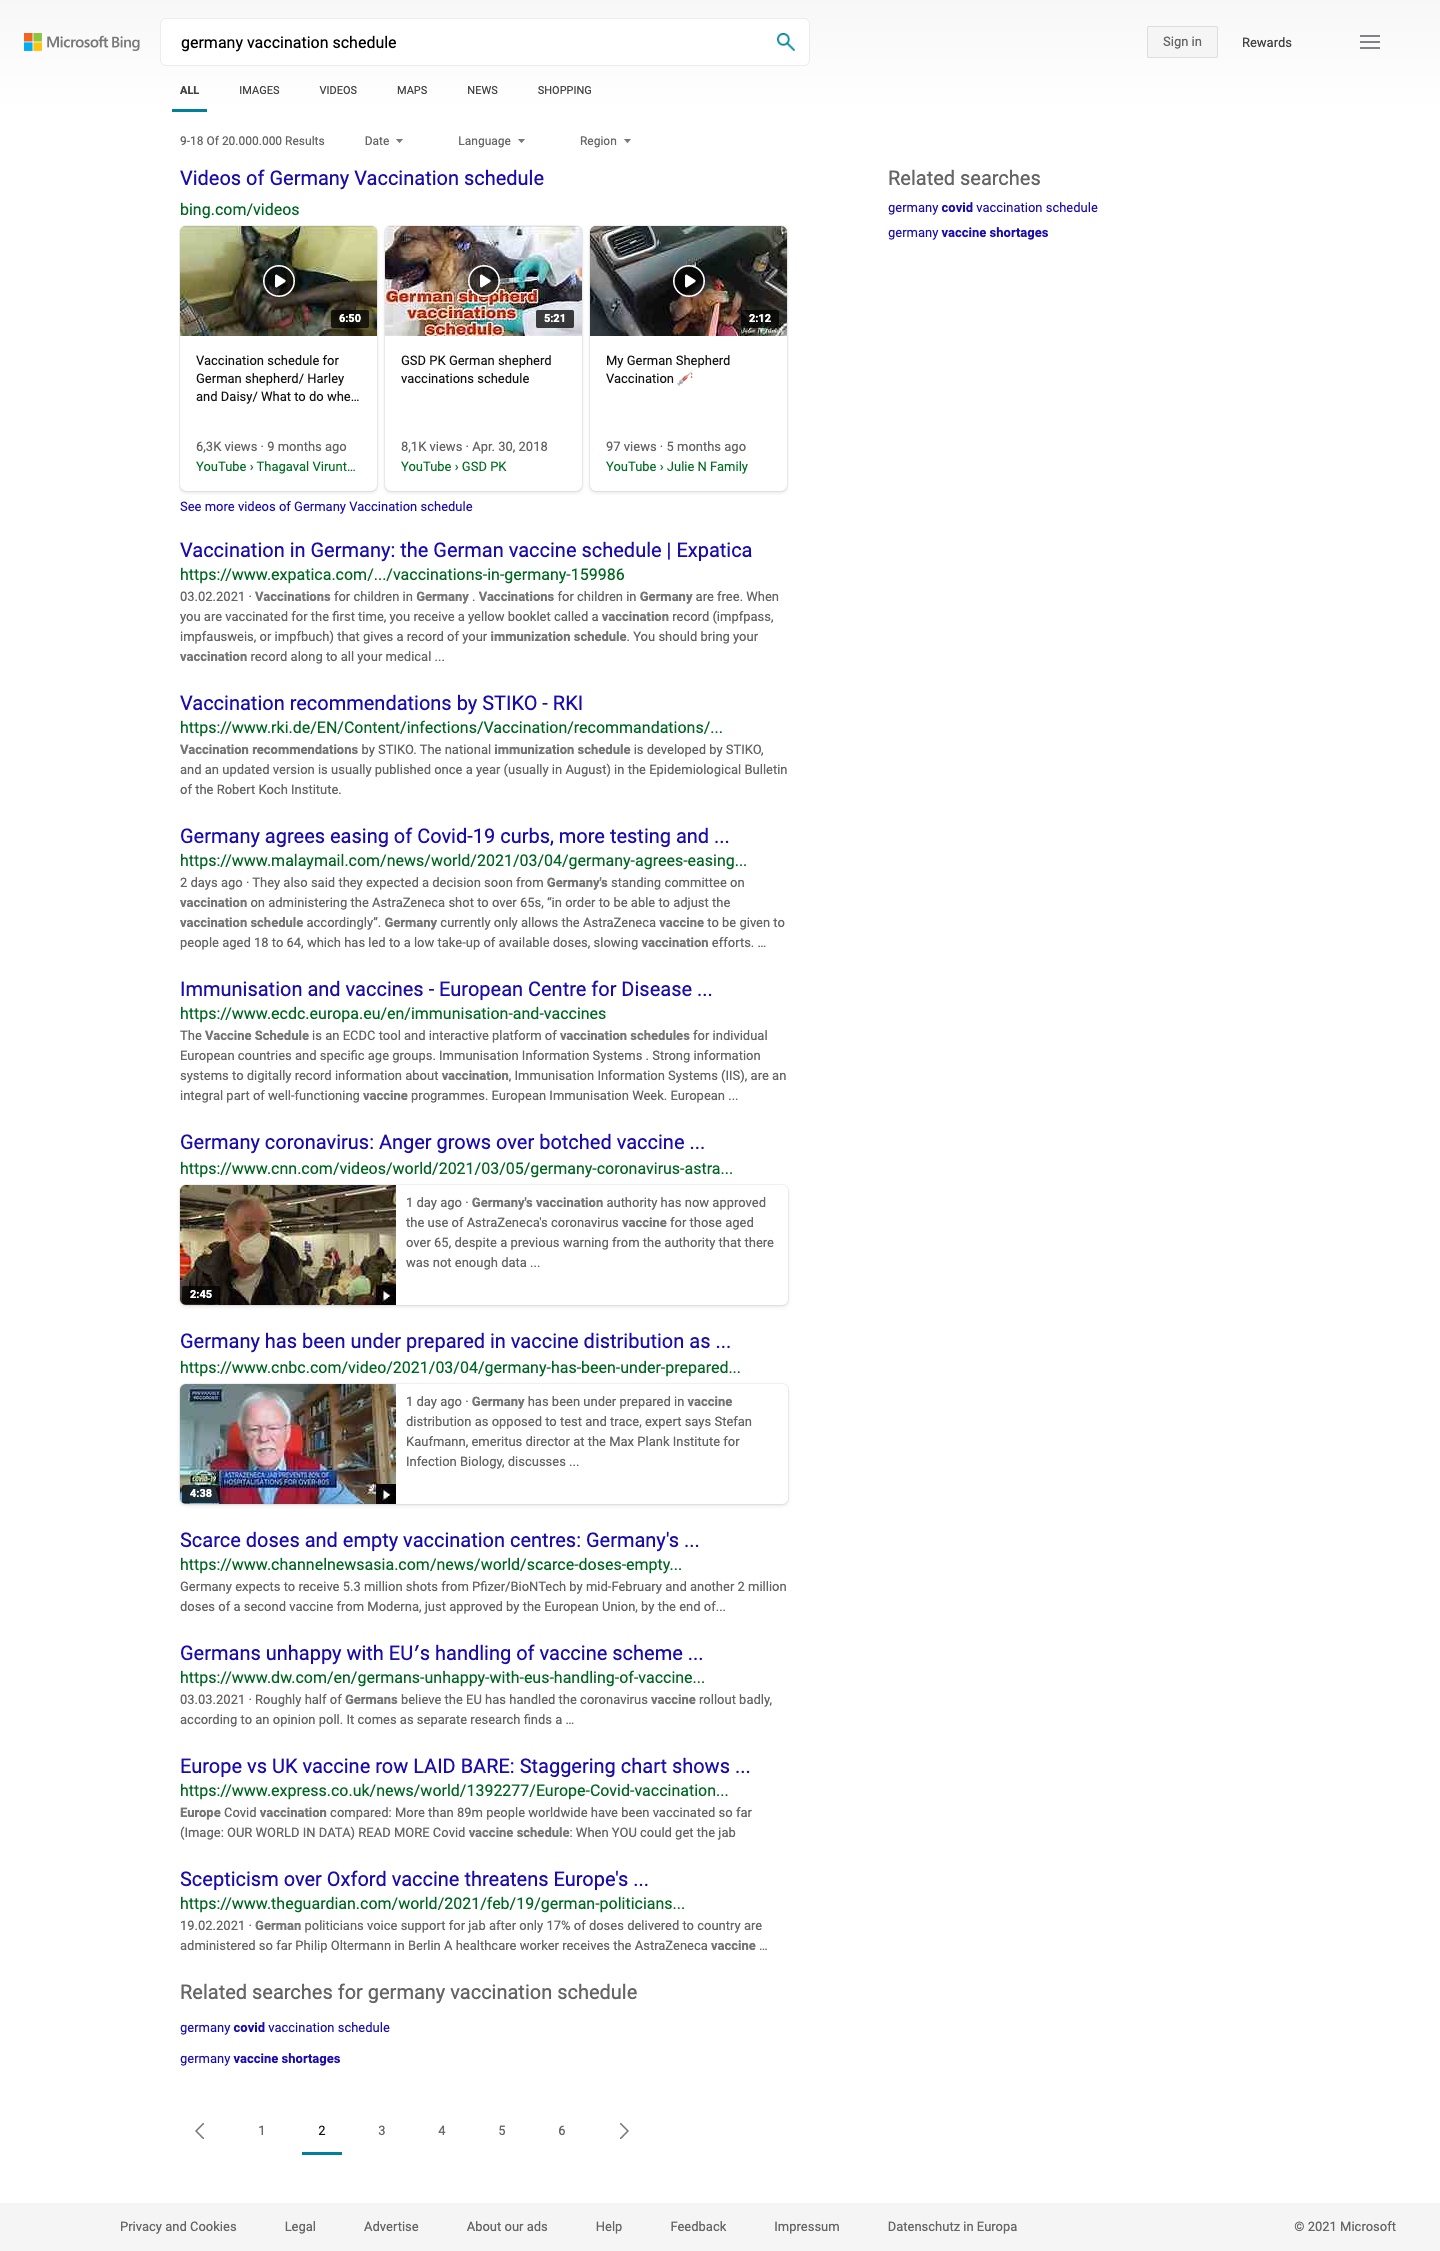 Microsoft Bing
germany vaccination schedule
Sign in
Rewards
ALL IMAGES VIDEOS MAPS NEWS SHOPPING
9-18 Of 20.000.000 Results Date Language Region
Videos of Germany Vaccination schedule
bing.com/videos
6:50
Vaccination schedule for
German shepherd/ Harley
and Daisy/ What to do whe...
6,3K views · 9 months ago
YouTube › Thagaval Virunt...
German shepherd
vaccinations
schedule
5:21
GSD PK German shepherd
vaccinations schedule
8,1K views · Apr. 30, 2018
YouTube › GSD PK
2:12
My German Shepherd
Vaccination 💉
97 views · 5 months ago
YouTube › Julie N Family
See more videos of Germany Vaccination schedule
Vaccination in Germany: the German vaccine schedule | Expatica
https://www.expatica.com/.../vaccinations-in-germany-159986
03.02.2021 · Vaccinations for children in Germany . Vaccinations for children in Germany are free. When
you are vaccinated for the first time, you receive a yellow booklet called a vaccination record (impfpass,
impfausweis, or impfbuch) that gives a record of your immunization schedule. You should bring your
vaccination record along to all your medical ...
Vaccination recommendations by STIKO - RKI
https://www.rki.de/EN/Content/infections/Vaccination/recommandations/...
Vaccination recommendations by STIKO. The national immunization schedule is developed by STIKO,
and an updated version is usually published once a year (usually in August) in the Epidemiological Bulletin
of the Robert Koch Institute.
Germany agrees easing of Covid-19 curbs, more testing and ...
https://www.malaymail.com/news/world/2021/03/04/germany-agrees-easing...
2 days ago · They also said they expected a decision soon from Germany's standing committee on
vaccination on administering the AstraZeneca shot to over 65s, “in order to be able to adjust the
vaccination schedule accordingly”. Germany currently only allows the AstraZeneca vaccine to be given to
people aged 18 to 64, which has led to a low take-up of available doses, slowing vaccination efforts. ...
Immunisation and vaccines - European Centre for Disease ...
https://www.ecdc.europa.eu/en/immunisation-and-vaccines
The Vaccine Schedule is an ECDC tool and interactive platform of vaccination schedules for individual
European countries and specific age groups. Immunisation Information Systems . Strong information
systems to digitally record information about vaccination, Immunisation Information Systems (IIS), are an
integral part of well-functioning vaccine programmes. European Immunisation Week. European ...
Germany coronavirus: Anger grows over botched vaccine ...
https://www.cnn.com/videos/world/2021/03/05/germany-coronavirus-astra...
2:45
1 day ago · Germany's vaccination authority has now approved
the use of AstraZeneca's coronavirus vaccine for those aged
over 65, despite a previous warning from the authority that there
was not enough data ...
Germany has been under prepared in vaccine distribution as ...
https://www.cnbc.com/video/2021/03/04/germany-has-been-under-prepared...
PREVIOUSLY
RECORDED
COVID-19
ASTRAZENECA JAB PREVENTS 80% OF
HOSPITALISATIONS FOR OVER-80S
4:38
1 day ago · Germany has been under prepared in vaccine
distribution as opposed to test and trace, expert says Stefan
Kaufmann, emeritus director at the Max Plank Institute for
Infection Biology, discusses ...
Scarce doses and empty vaccination centres: Germany's ...
https://www.channelnewsasia.com/news/world/scarce-doses-empty...
Germany expects to receive 5.3 million shots from Pfizer/BioNTech by mid-February and another 2 million
doses of a second vaccine from Moderna, just approved by the European Union, by the end of...
Germans unhappy with EU′s handling of vaccine scheme ...
https://www.dw.com/en/germans-unhappy-with-eus-handling-of-vaccine...
03.03.2021 · Roughly half of Germans believe the EU has handled the coronavirus vaccine rollout badly,
according to an opinion poll. It comes as separate research finds a ...
Europe vs UK vaccine row LAID BARE: Staggering chart shows ...
https://www.express.co.uk/news/world/1392277/Europe-Covid-vaccination...
Europe Covid vaccination compared: More than 89m people worldwide have been vaccinated so far
(Image: OUR WORLD IN DATA) READ MORE Covid vaccine schedule: When YOU could get the jab
Scepticism over Oxford vaccine threatens Europe's ...
https://www.theguardian.com/world/2021/feb/19/german-politicians...
19.02.2021 · German politicians voice support for jab after only 17% of doses delivered to country are
administered so far Philip Oltermann in Berlin A healthcare worker receives the AstraZeneca vaccine ...
Related searches for germany vaccination schedule
germany covid vaccination schedule
germany vaccine shortages
1 2 3 4 5 6
Related searches
germany covid vaccination schedule
germany vaccine shortages
Privacy and Cookies Legal Advertise About our ads Help Feedback Impressum Datenschutz in Europa © 2021 Microsoft